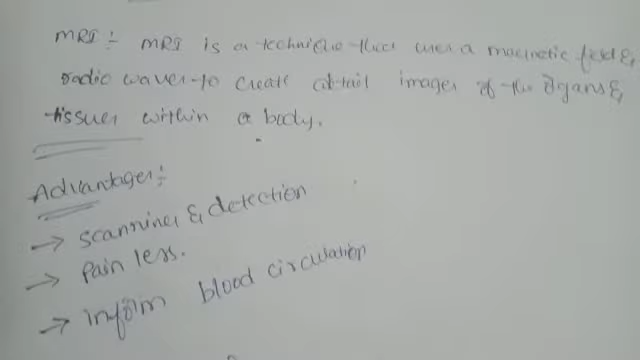 MRI :- MRI is a technique that uses a magnetic field &
radio waves to create detail images of the organs &
tissues within a body.
Advantages :-
→ Scanning & detection
→ Pain less.
→ inform blood circulation